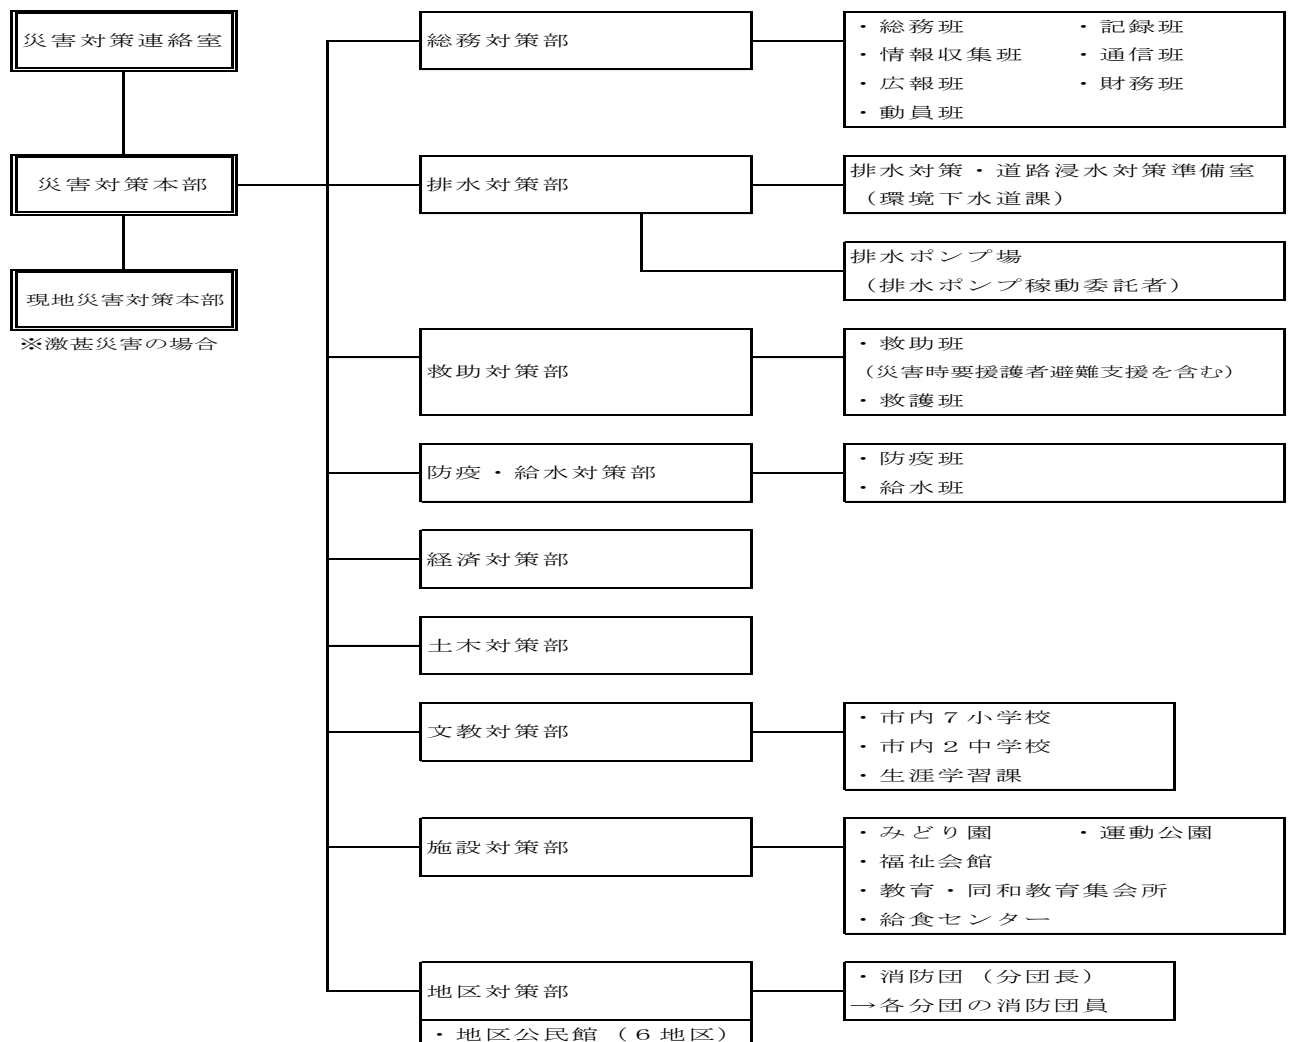 災害対策連絡室
災害対策本部
現地災害対策本部
※激甚災害の場合
総務対策部
・総務班 ・記録班
・情報収集班 ・通信班
・広報班 ・財務班
・動員班
排水対策部
排水対策・道路浸水対策準備室
（環境下水道課）
排水ポンプ場
（排水ポンプ稼動委託者）
救助対策部
・救助班
（災害時要援護者避難支援を含む）
・救護班
防疫・給水対策部
・防疫班
・給水班
経済対策部
土木対策部
文教対策部
・市内７小学校
・市内２中学校
・生涯学習課
施設対策部
・みどり園 ・運動公園
・福祉会館
・教育・同和教育集会所
・給食センター
地区対策部
・地区公民館（６地区）
・消防団（分団長）
→各分団の消防団員